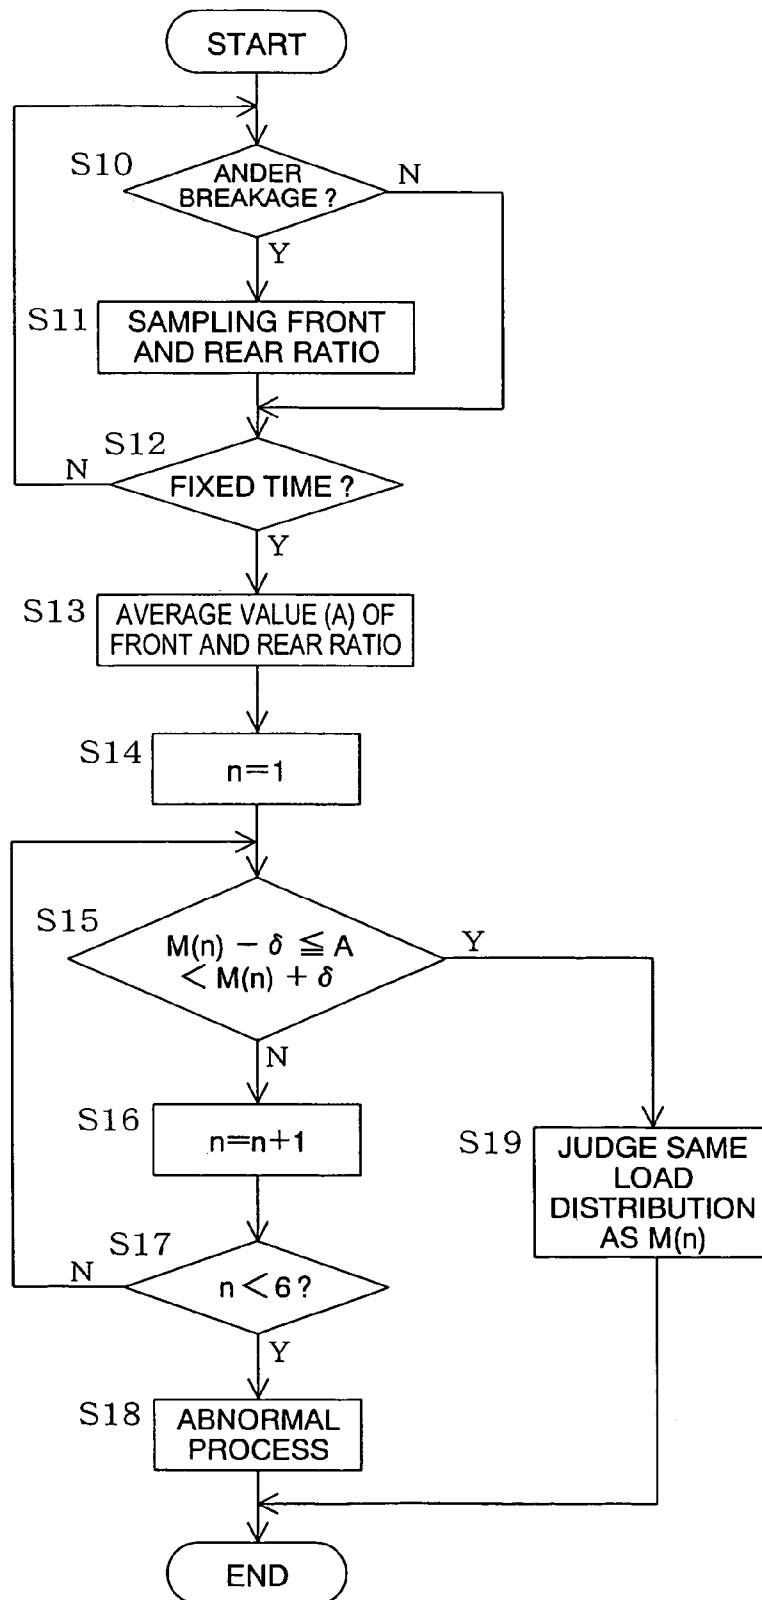 START
S10
ANDER
BREAKAGE ?
N
Y
S11
SAMPLING FRONT
AND REAR RATIO
S12
N
FIXED TIME ?
Y
S13
AVERAGE VALUE (A) OF
FRONT AND REAR RATIO
S14
n=1
S15
M(n) − δ ≦ A
< M(n) + δ
Y
N
S16
n=n+1
S19
JUDGE SAME
LOAD
DISTRIBUTION
AS M(n)
S17
N
n < 6 ?
Y
S18
ABNORMAL
PROCESS
END